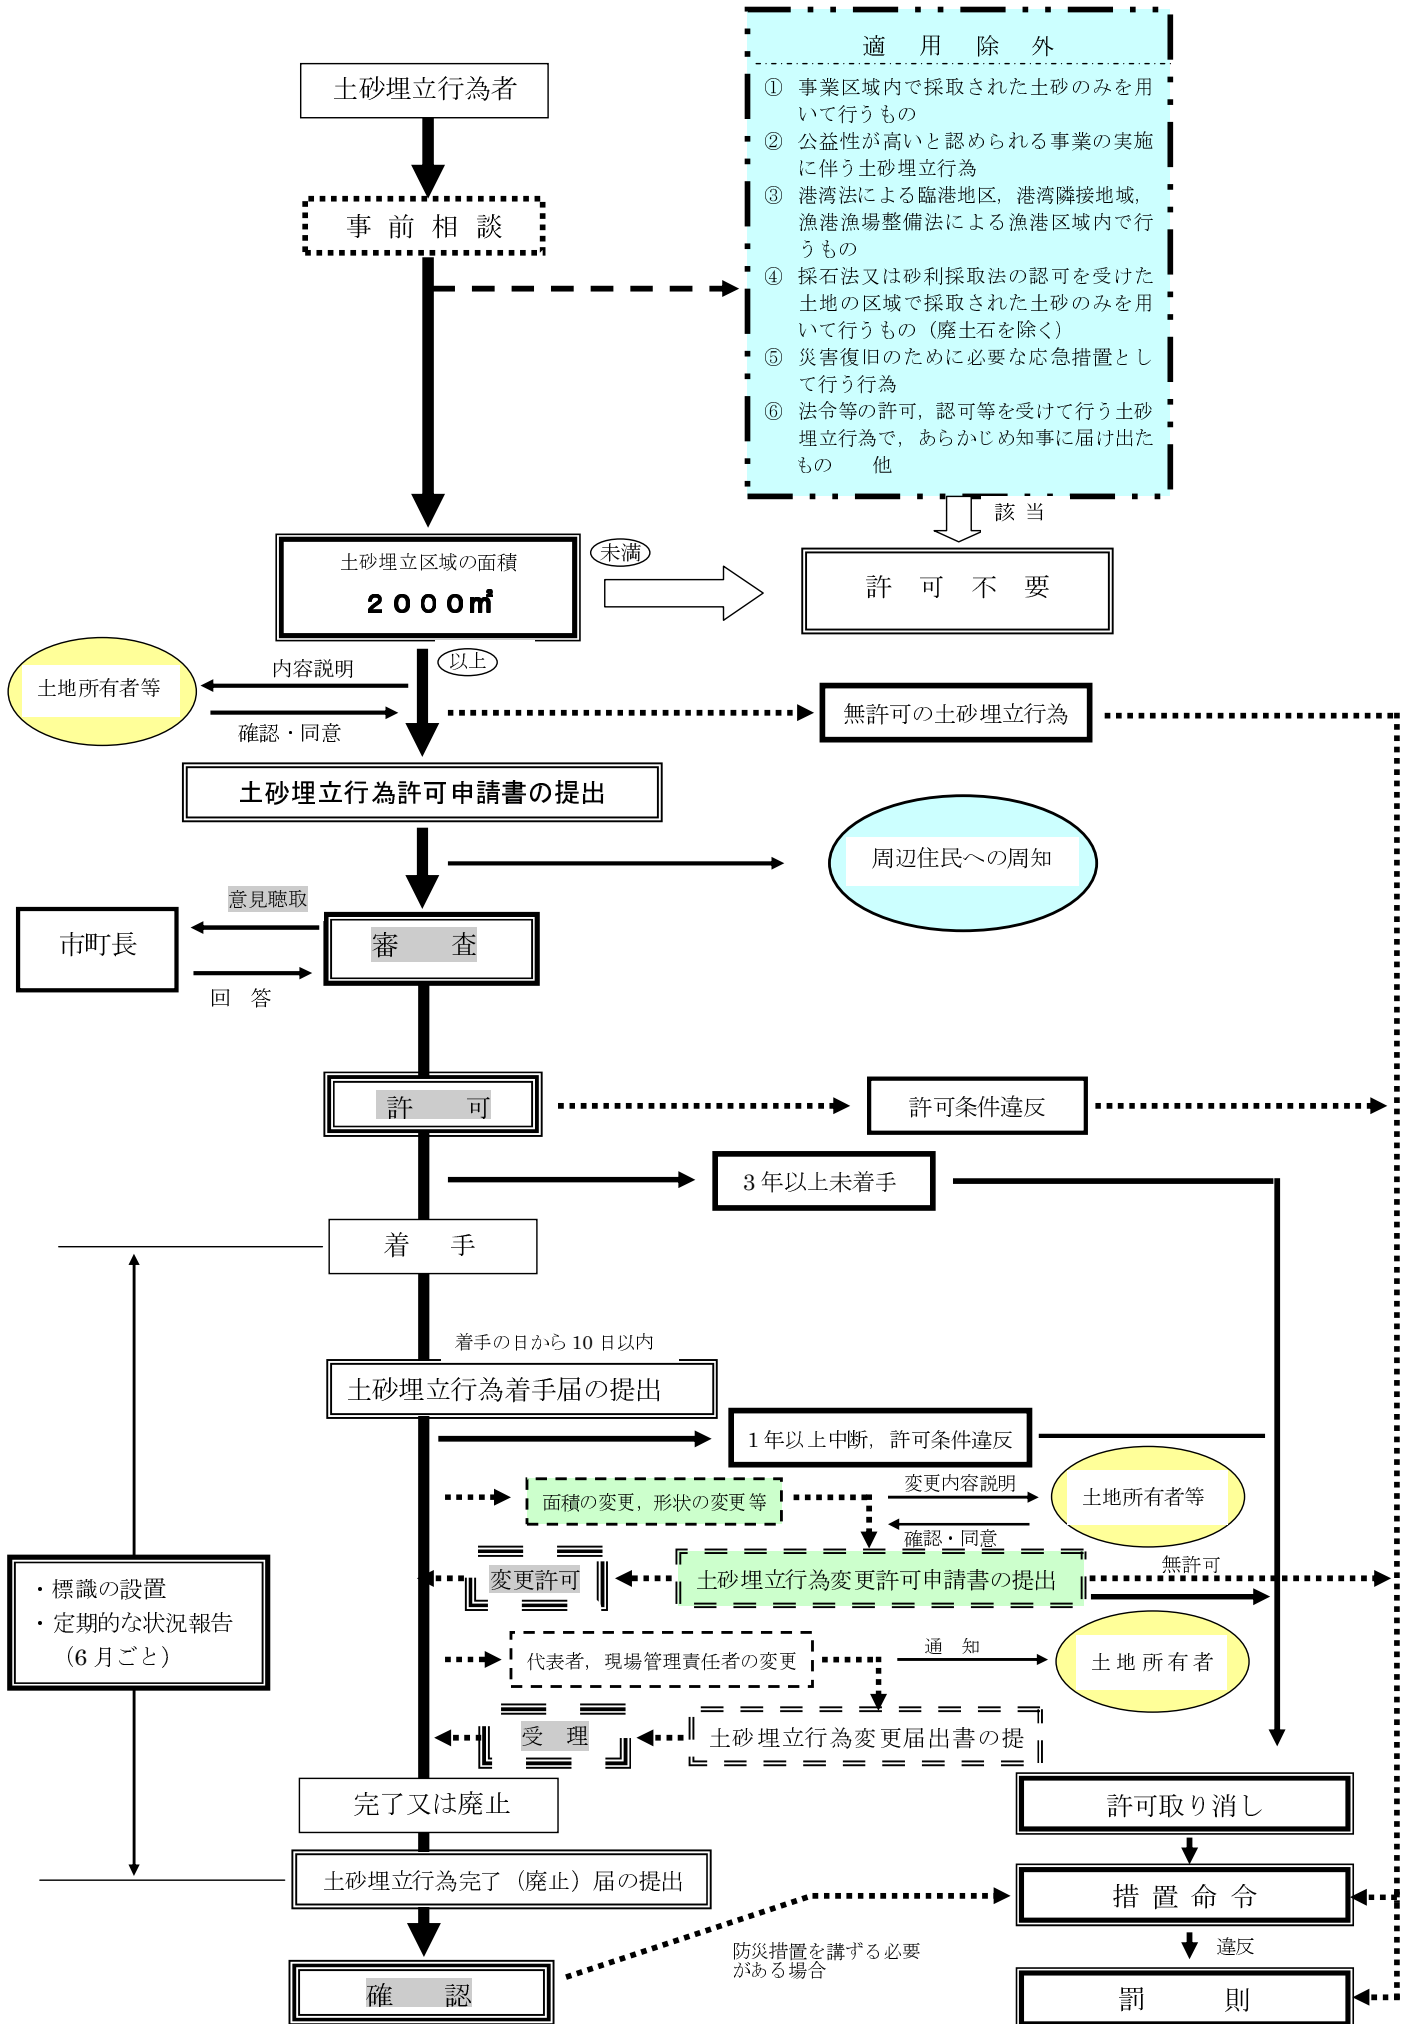 適 用 除 外
① 事業区域内で採取された土砂のみを用
いて行うもの
② 公益性が高いと認められる事業の実施
に伴う土砂埋立行為
③ 港湾法による臨港地区，港湾隣接地域，
漁港漁場整備法による漁港区域内で行
うもの
④ 採石法又は砂利採取法の認可を受けた
土地の区域で採取された土砂のみを用
いて行うもの（廃土石を除く）
⑤ 災害復旧のために必要な応急措置とし
て行う行為
⑥ 法令等の許可，認可等を受けて行う土砂
埋立行為で，あらかじめ知事に届け出た
もの 他
土砂埋立行為者
事 前 相 談
該 当
土砂埋立区域の面積
２０００㎡
未満
許 可 不 要
以上
土地所有者等
内容説明
確認・同意
無許可の土砂埋立行為
土砂埋立行為許可申請書の提出
周辺住民への周知
市町長
意見聴取
回 答
審 査
許 可
許可条件違反
3 年以上未着手
着 手
着手の日から 10 日以内
土砂埋立行為着手届の提出
1 年以上中断，許可条件違反
面積の変更，形状の変更等
変更内容説明
確認・同意
土地所有者等
変更許可
土砂埋立行為変更許可申請書の提出
無許可
・標識の設置
・定期的な状況報告
（6 月ごと）
代表者，現場管理責任者の変更
通 知
土地所有者
受 理
土砂埋立行為変更届出書の提
完了又は廃止
許可取り消し
土砂埋立行為完了（廃止）届の提出
措 置 命 令
防災措置を講ずる必要
がある場合
違反
確 認
罰 則